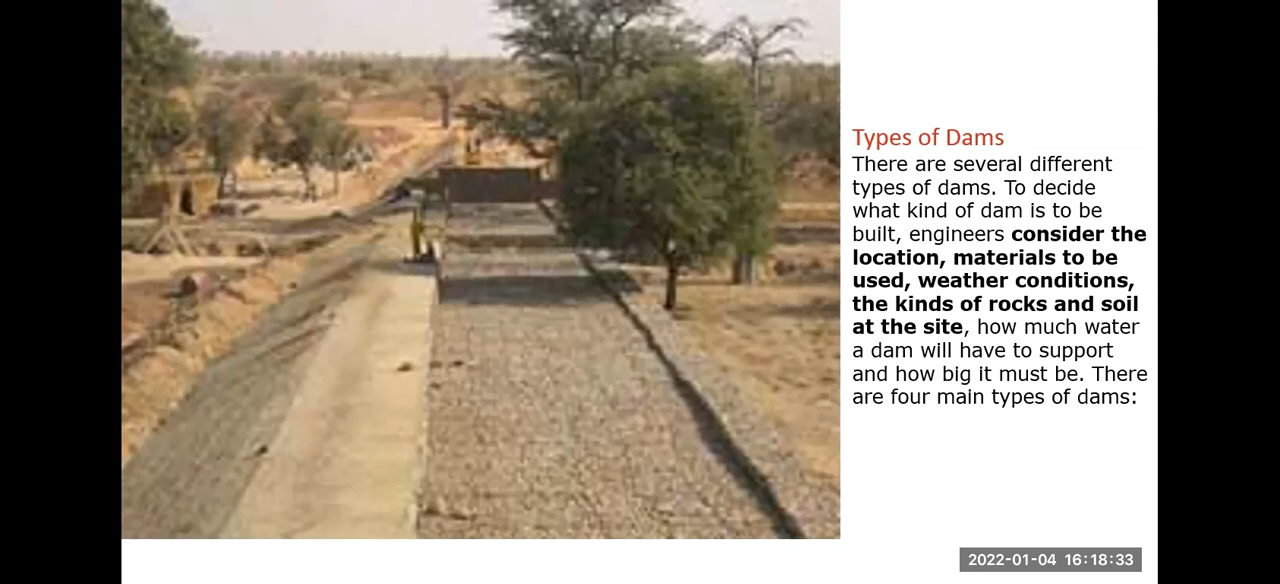 Types of Dams
There are several different
types of dams. To decide
what kind of dam is to be
built, engineers consider the
location, materials to be
used, weather conditions,
the kinds of rocks and soil
at the site, how much water
a dam will have to support
and how big it must be. There
are four main types of dams:
2022-01-04 16:18:33